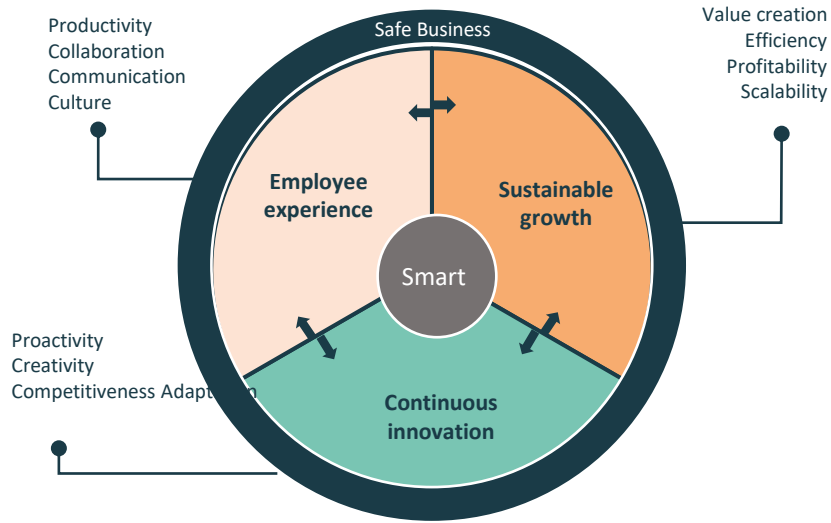 Productivity
Collaboration
Communication
Culture
Safe Business
Value creation
Efficiency
Profitability
Scalability
Employee
experience
Sustainable
growth
Smart
Proactivity
Creativity
Competitiveness
Continuous
innovation